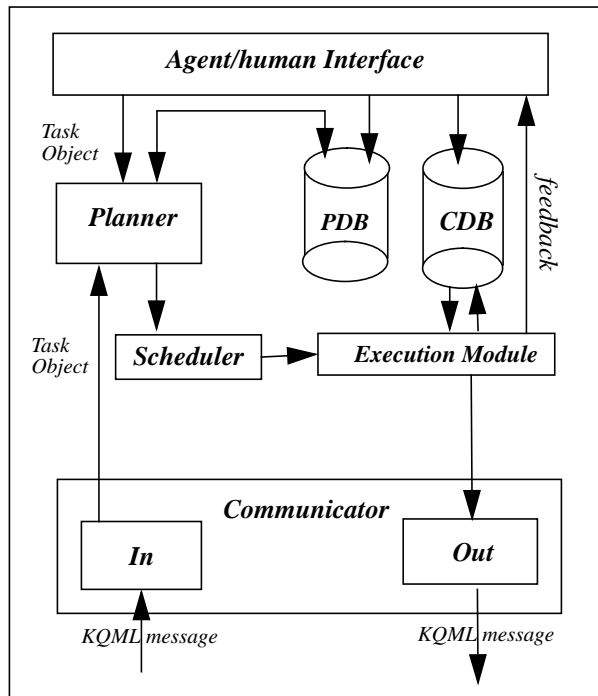 Agent/human Interface
Task
Object
feedback
Planner
PDB
CDB
Task
Object
Scheduler
Execution Module
Communicator
In
Out
KQML message
KQML message